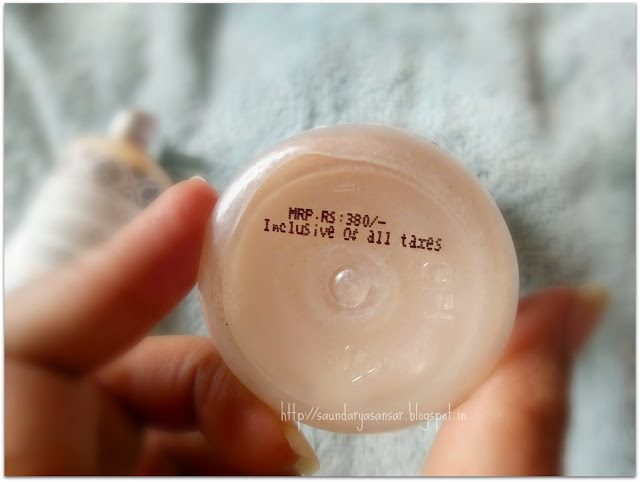 MRP.RS:380/-
Inclusive Of all taxes
http://saundaryasansar.blogspot.in